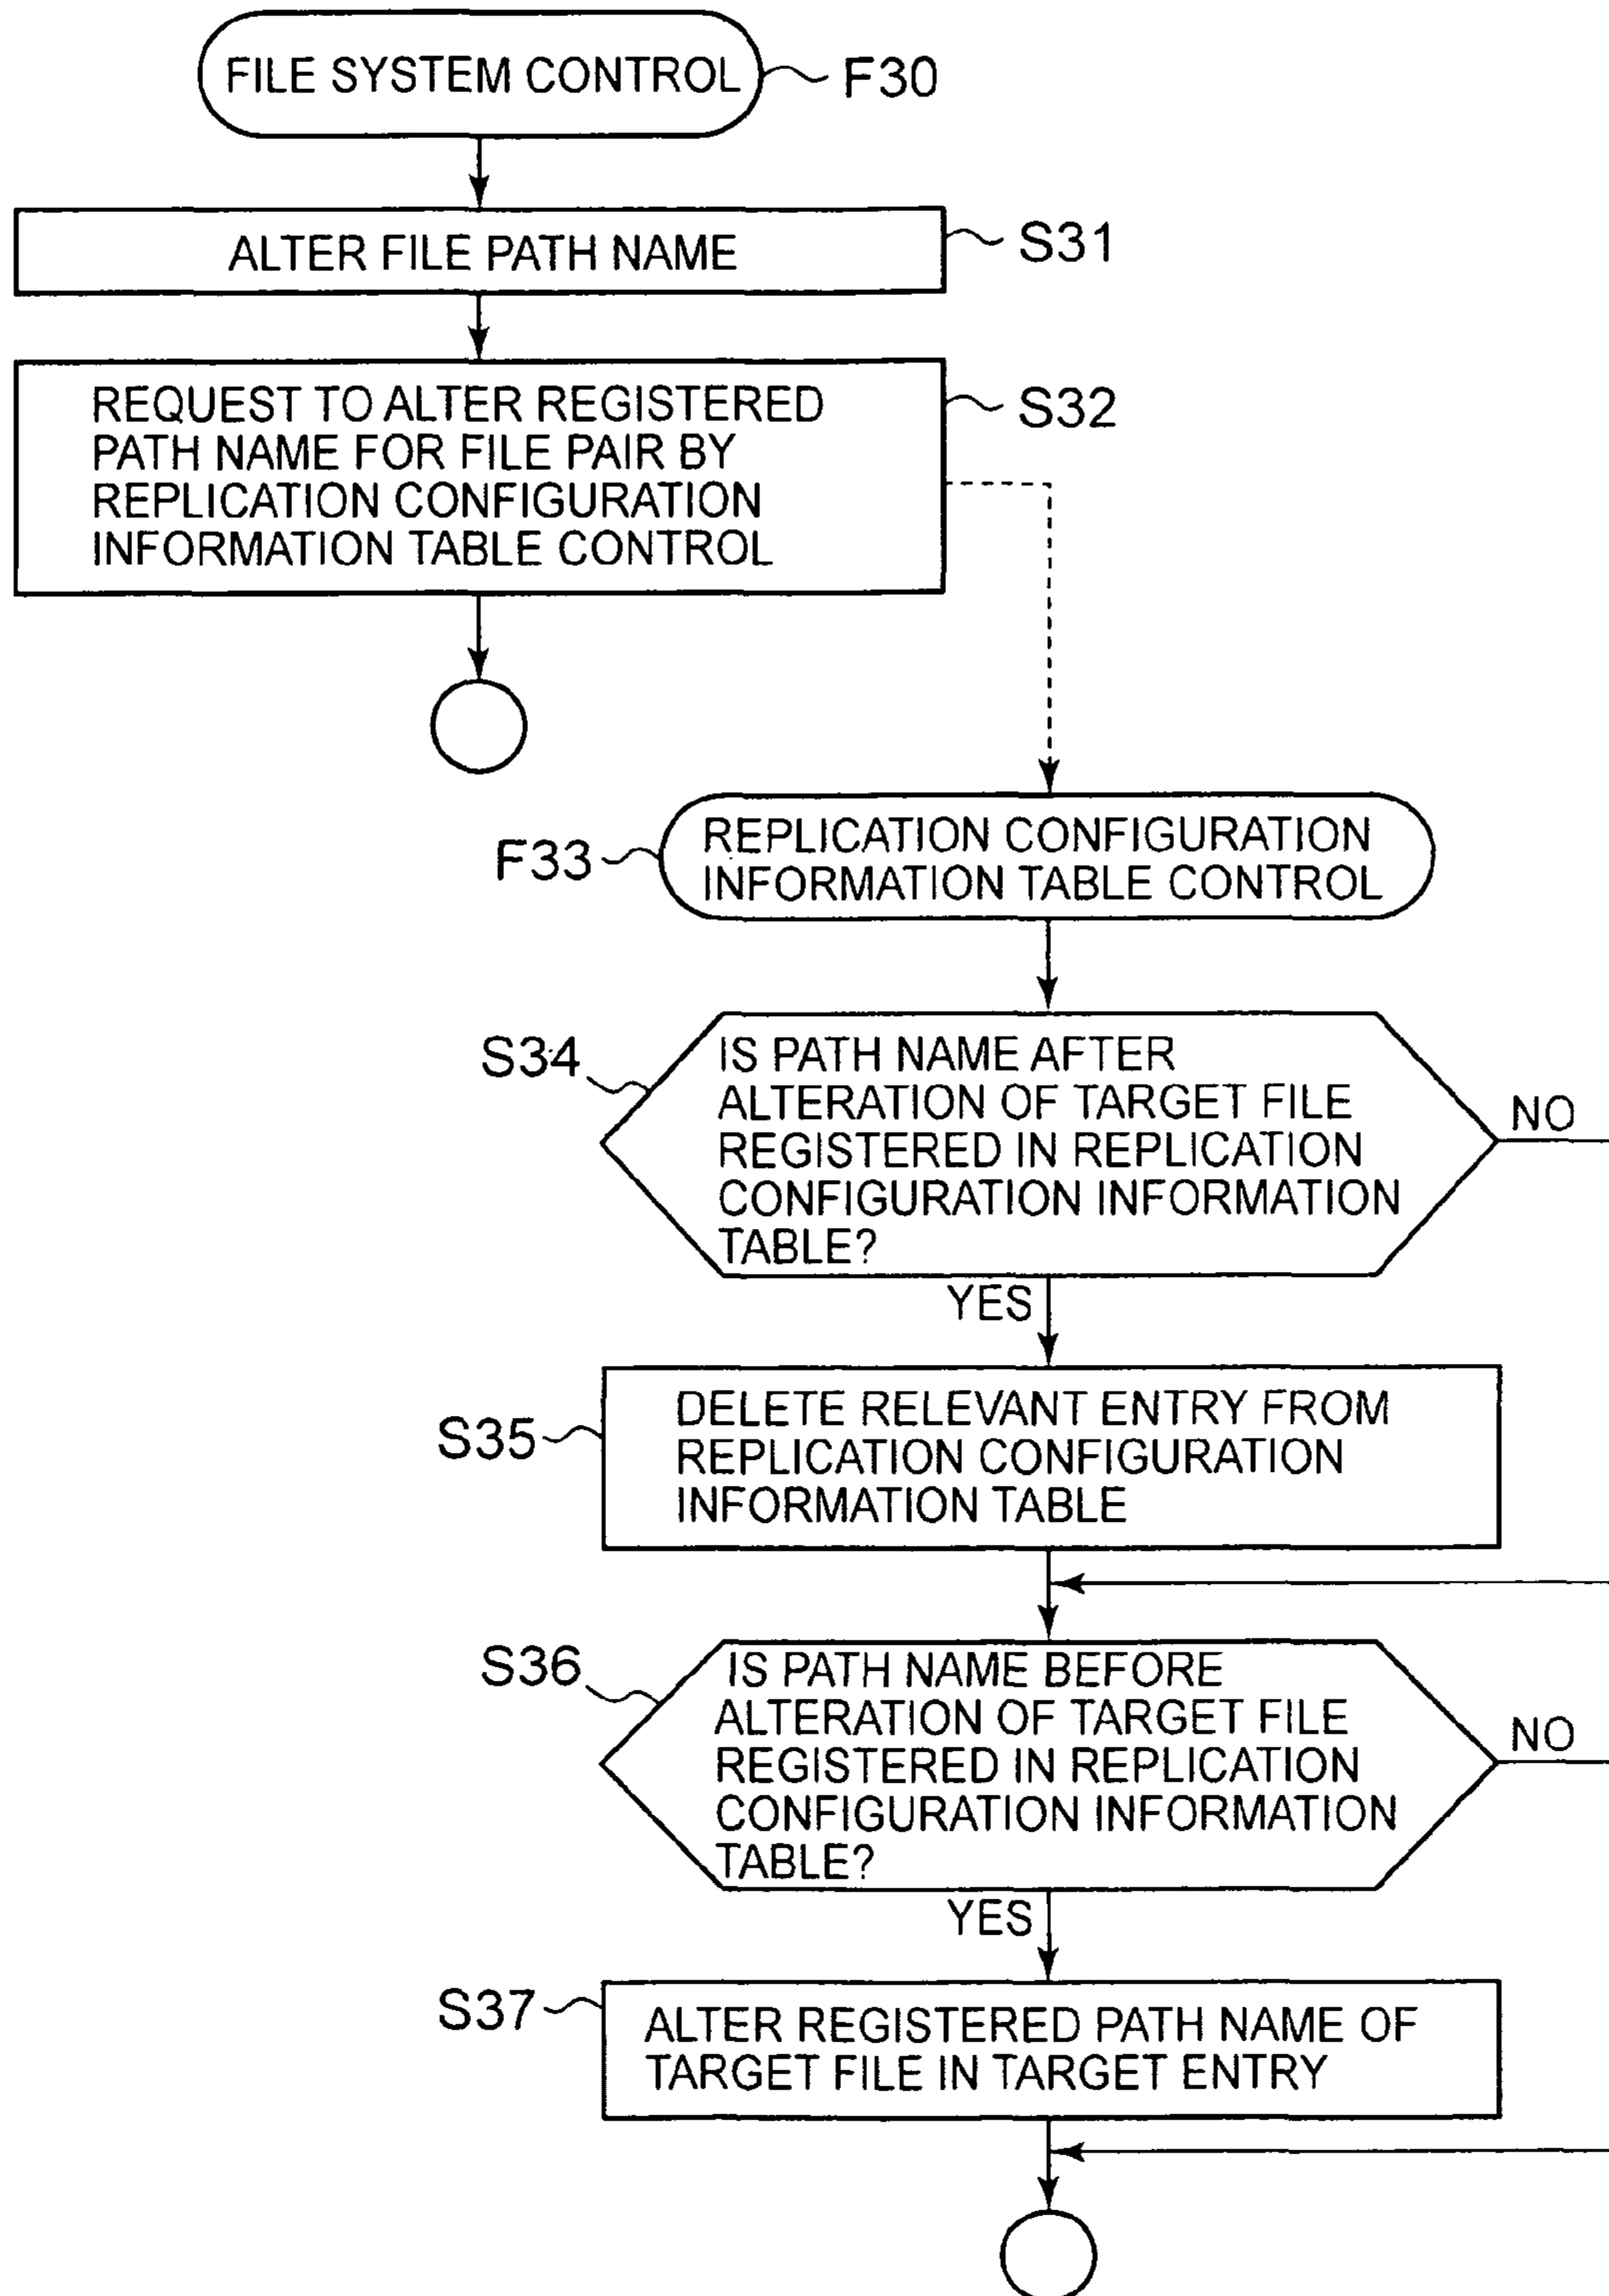 FILE SYSTEM CONTROL
F30
ALTER FILE PATH NAME
S31
REQUEST TO ALTER REGISTERED
PATH NAME FOR FILE PAIR BY
REPLICATION CONFIGURATION
INFORMATION TABLE CONTROL
S32
F33
REPLICATION CONFIGURATION
INFORMATION TABLE CONTROL
S34
IS PATH NAME AFTER
ALTERATION OF TARGET FILE
REGISTERED IN REPLICATION
CONFIGURATION INFORMATION
TABLE?
NO
YES
S35
DELETE RELEVANT ENTRY FROM
REPLICATION CONFIGURATION
INFORMATION TABLE
S36
IS PATH NAME BEFORE
ALTERATION OF TARGET FILE
REGISTERED IN REPLICATION
CONFIGURATION INFORMATION
TABLE?
NO
YES
S37
ALTER REGISTERED PATH NAME OF
TARGET FILE IN TARGET ENTRY